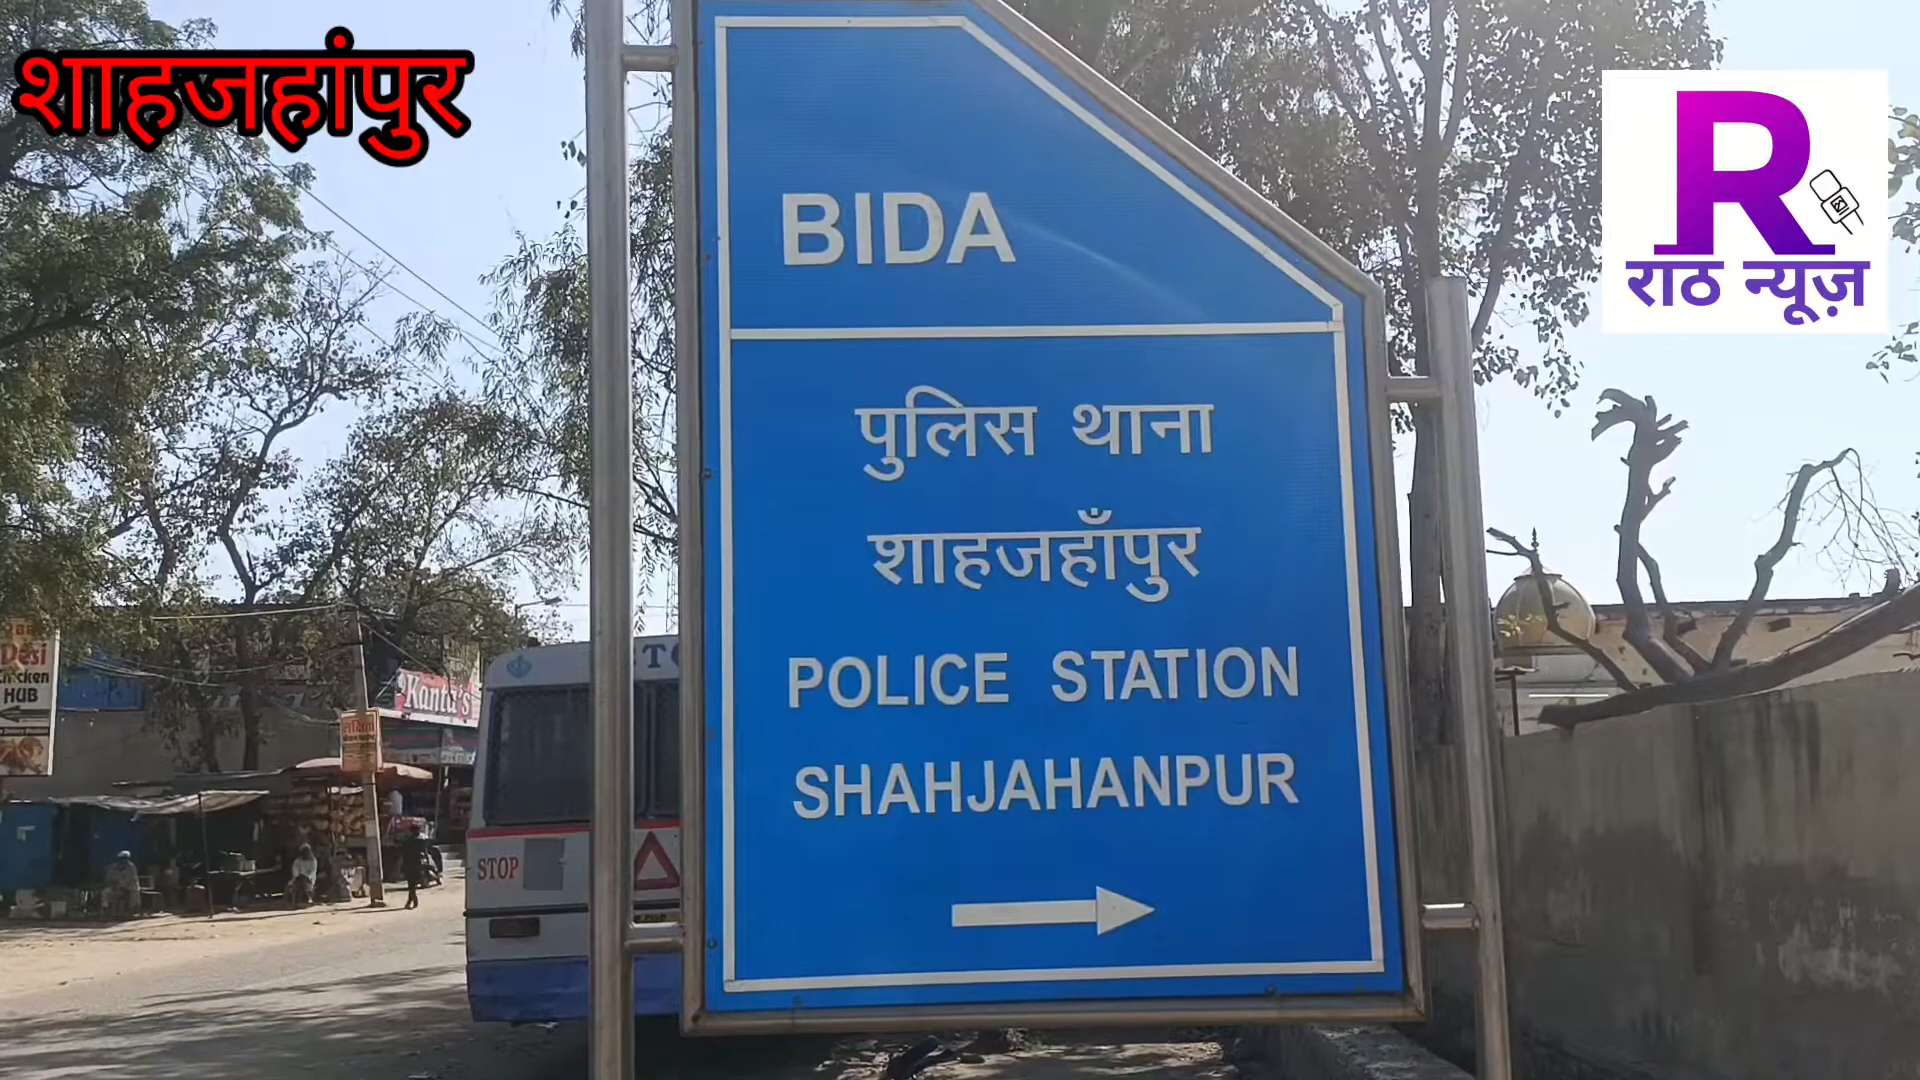 शाहजहांपुर
R
राठ न्यूज़
BIDA
पुलिस थाना
शाहजहाँपुर
POLICE STATION
SHAHJAHANPUR
Desi
Chicken
HUB
Kanta's
STOP